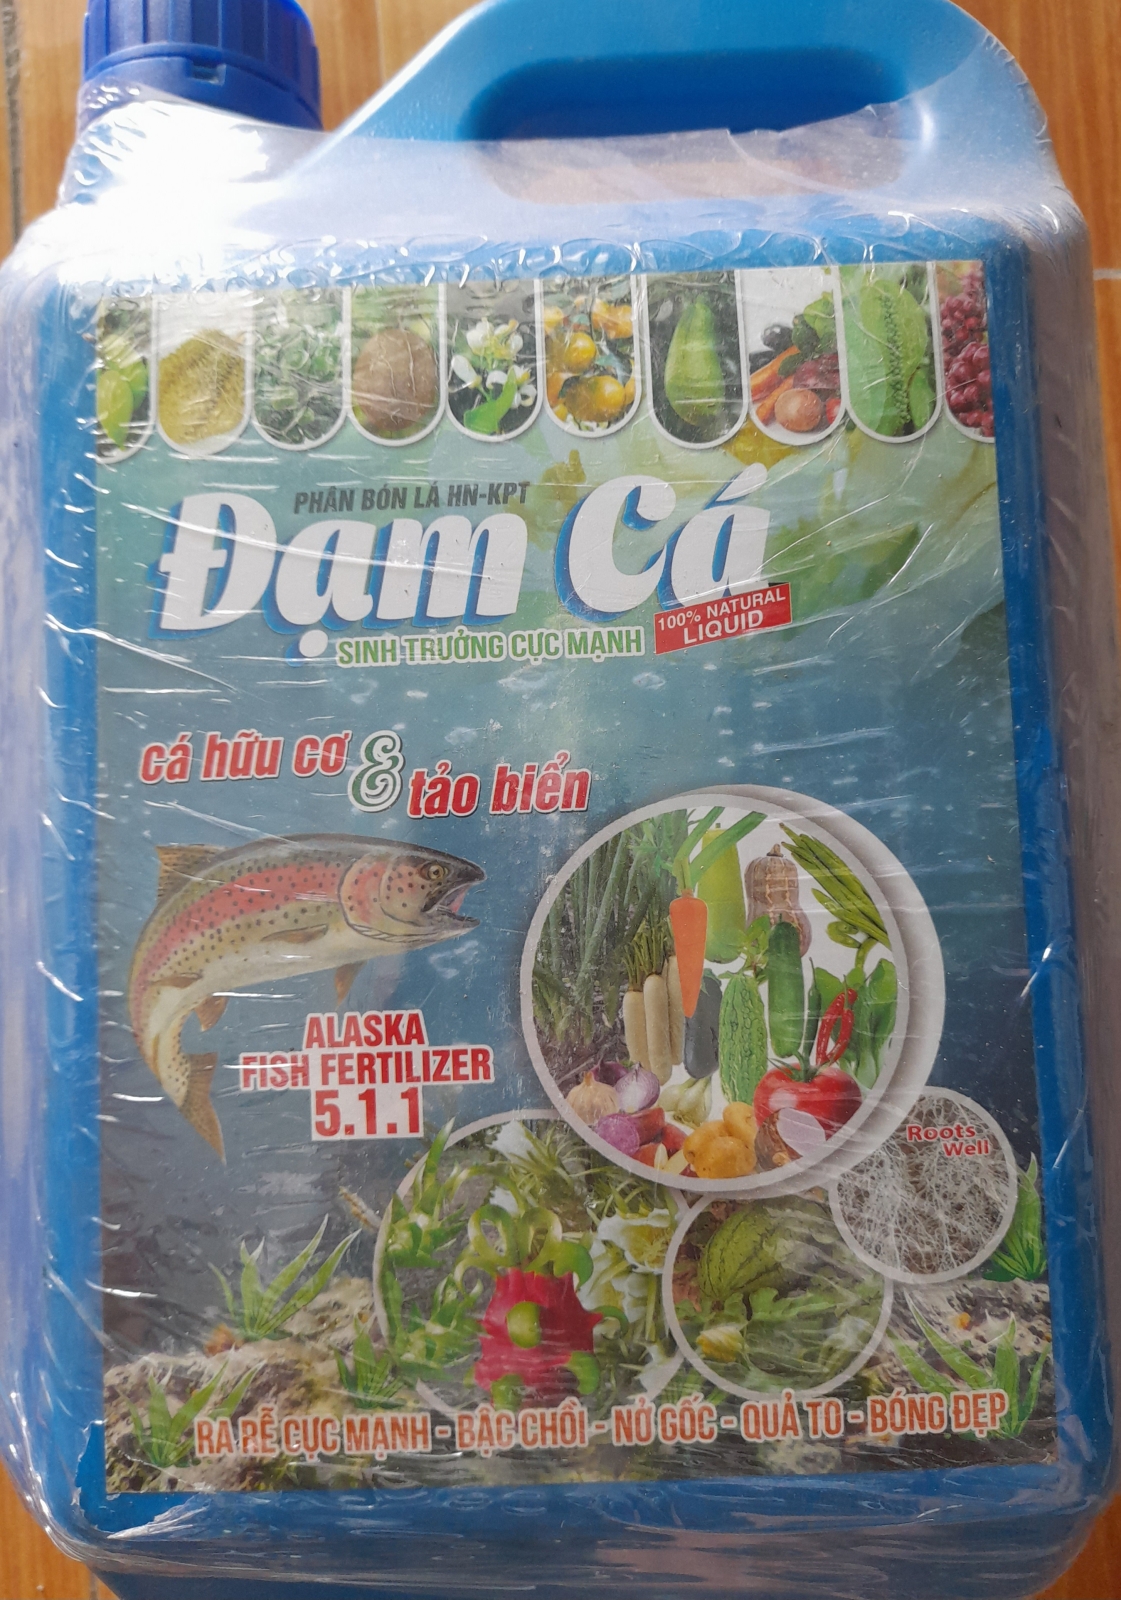 PHÂN BÓN LÁ HN-KPT
Đạm Cá
100% NATURAL
LIQUID
SINH TRƯỞNG CỰC MẠNH
cá hữu cơ & tảo biển
ALASKA
FISH FERTILIZER
5.1.1
Roots
Well
RA RỄ CỰC MẠNH - BẬC CHỒI - NỞ GỐC - QUẢ TO - BÓNG ĐẸP